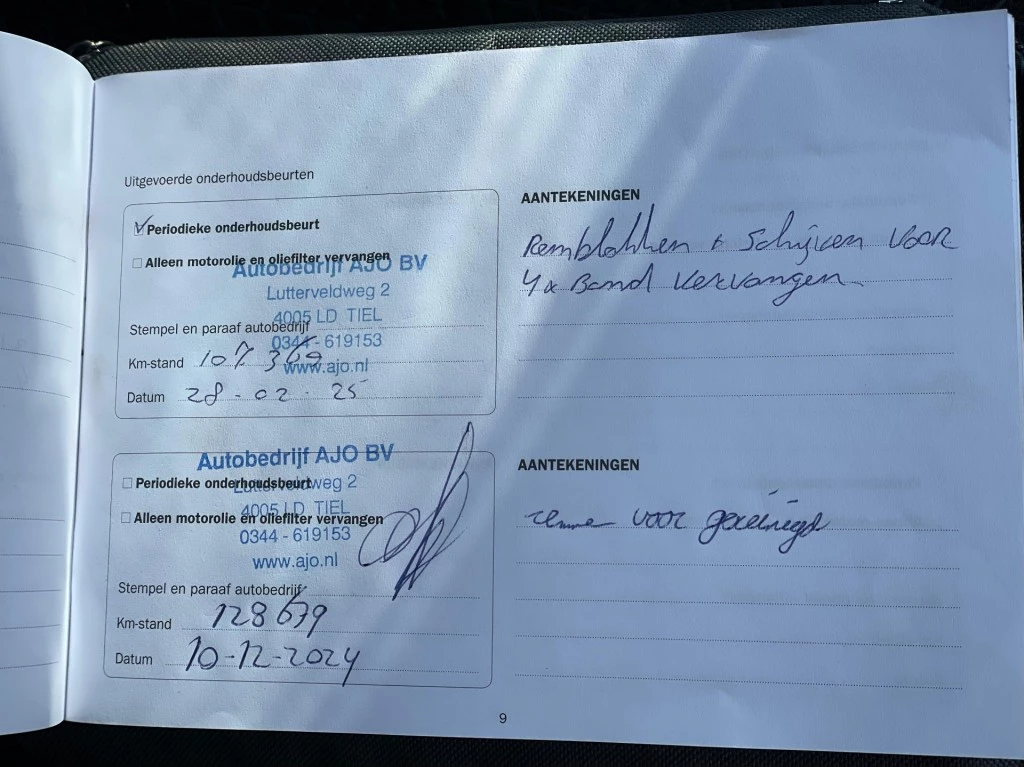 Uitgevoerde onderhoudsbeurten
Periodieke onderhoudsbeurt
Alleen motorolie en oliefilter vervangen
Autobedrijf AJO BV
Lutterveldweg 2
4005 LD TIEL
Stempel en paraaf autobedrijf
0344 - 619153
www.ajo.nl
Km-stand 107 369
Datum 28 - 02 - 25
AANTEKENINGEN
Remblokken + Schijven Voor
4x Band Vervangen
Autobedrijf AJO BV
Periodieke onderhoudsbeurt
Lutterveldweg 2
4005 LD TIEL
Alleen motorolie en oliefilter vervangen
0344 - 619153
www.ajo.nl
Stempel en paraaf autobedrijf
Km-stand 128679
Datum 10-12-2024
AANTEKENINGEN
voor gereinigd
9